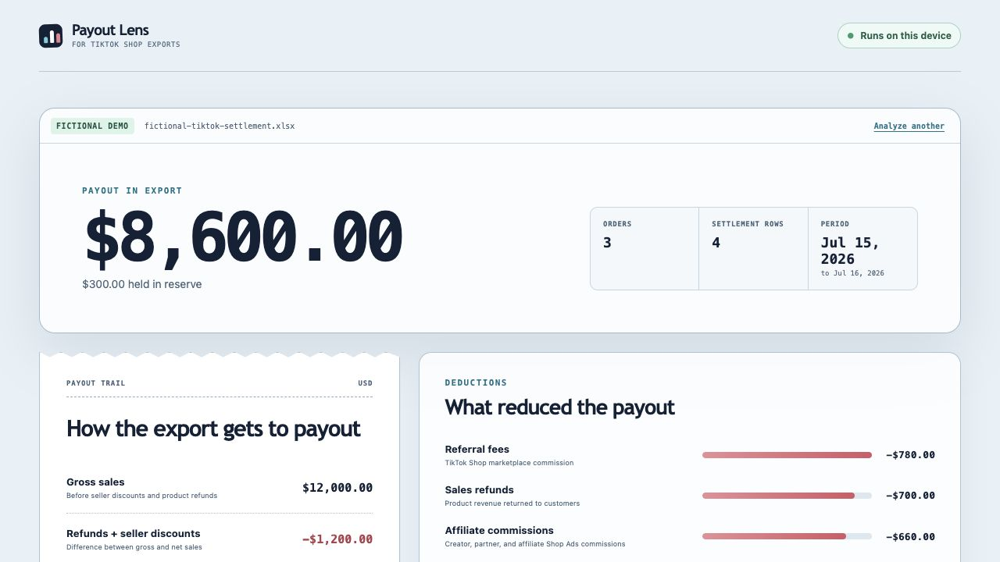 Payout Lens
FOR TIKTOK SHOP EXPORTS
Runs on this device
FICTIONAL DEMO
fictional-tiktok-settlement.xlsx
Analyze another
PAYOUT IN EXPORT
$8,600.00
$300.00 held in reserve
ORDERS
3
SETTLEMENT ROWS
4
PERIOD
Jul 15,
2026
to Jul 16, 2026
PAYOUT TRAIL
USD
How the export gets to payout
Gross sales
Before seller discounts and product refunds
$12,000.00
Refunds + seller discounts
Difference between gross and net sales
−$1,200.00
DEDUCTIONS
What reduced the payout
Referral fees
TikTok Shop marketplace commission
−$780.00
Sales refunds
Product revenue returned to customers
−$700.00
Affiliate commissions
Creator, partner, and affiliate Shop Ads commissions
−$660.00